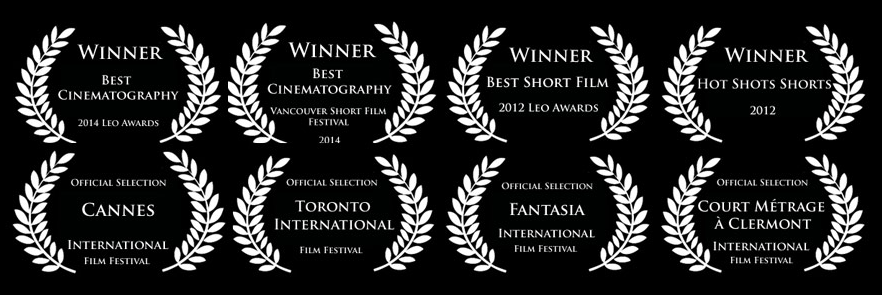 WINNER
BEST
CINEMATOGRAPHY
2014 LEO AWARDS
WINNER
BEST
CINEMATOGRAPHY
VANCOUVER SHORT FILM
FESTIVAL
2014
WINNER
BEST SHORT FILM
2012 LEO AWARDS
WINNER
HOT SHOTS SHORTS
2012
OFFICIAL SELECTION
CANNES
INTERNATIONAL
FILM FESTIVAL
OFFICIAL SELECTION
TORONTO
INTERNATIONAL
FILM FESTIVAL
OFFICIAL SELECTION
FANTASIA
INTERNATIONAL
FILM FESTIVAL
OFFICIAL SELECTION
COURT MÉTRAGE
À CLERMONT
INTERNATIONAL
FILM FESTIVAL